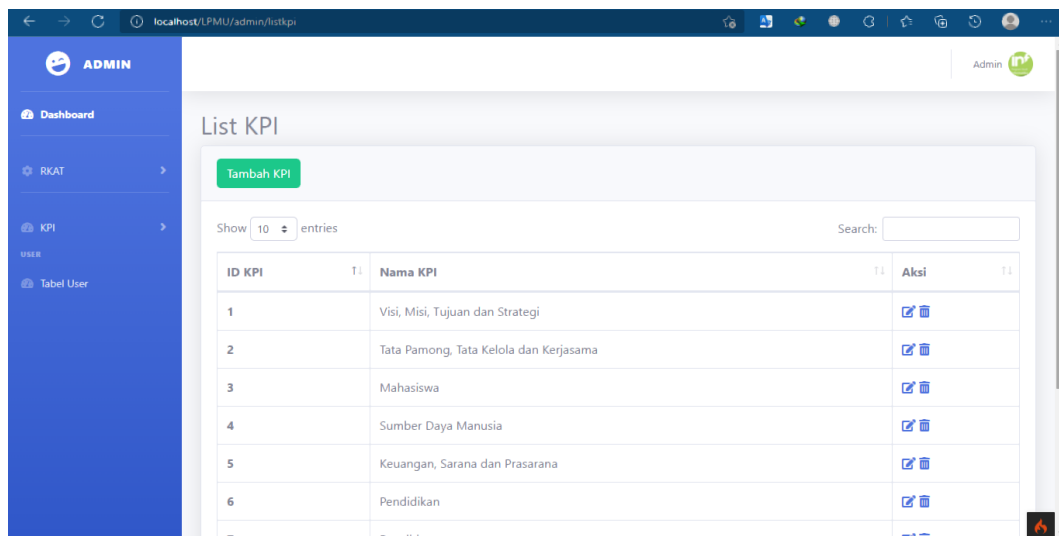 localhost/LPMU/admin/listkpi
ADMIN
Admin
Dashboard
RKAT
KPI
USER
Tabel User
List KPI
Tambah KPI
Show 10 entries
Search:
ID KPI Nama KPI Aksi
1 Visi, Misi, Tujuan dan Strategi
2 Tata Pamong, Tata Kelola dan Kerjasama
3 Mahasiswa
4 Sumber Daya Manusia
5 Keuangan, Sarana dan Prasarana
6 Pendidikan